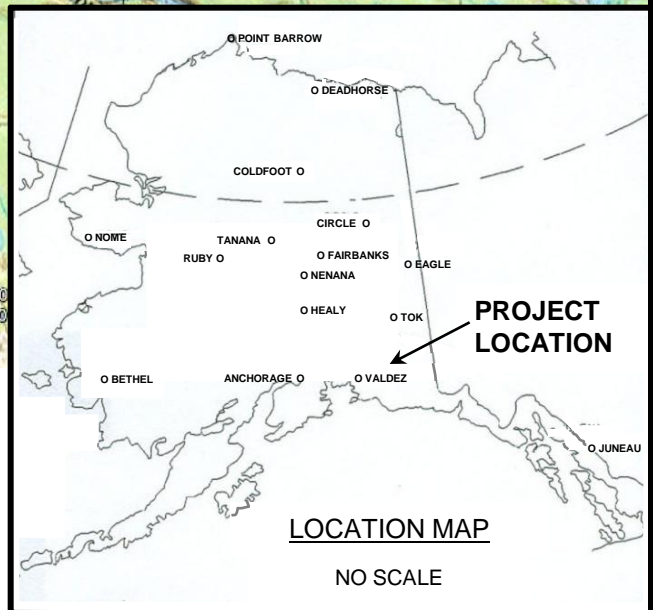 O POINT BARROW
O DEADHORSE
COLDFOOT O
CIRCLE O
O NOME
TANANA O
RUBY O
O FAIRBANKS
O EAGLE
O NENANA
O HEALY
O TOK
PROJECT
LOCATION
O BETHEL
ANCHORAGE O
O VALDEZ
O JUNEAU
LOCATION MAP
NO SCALE